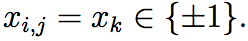 x_{i,j} = x_k ∈ {±1}.